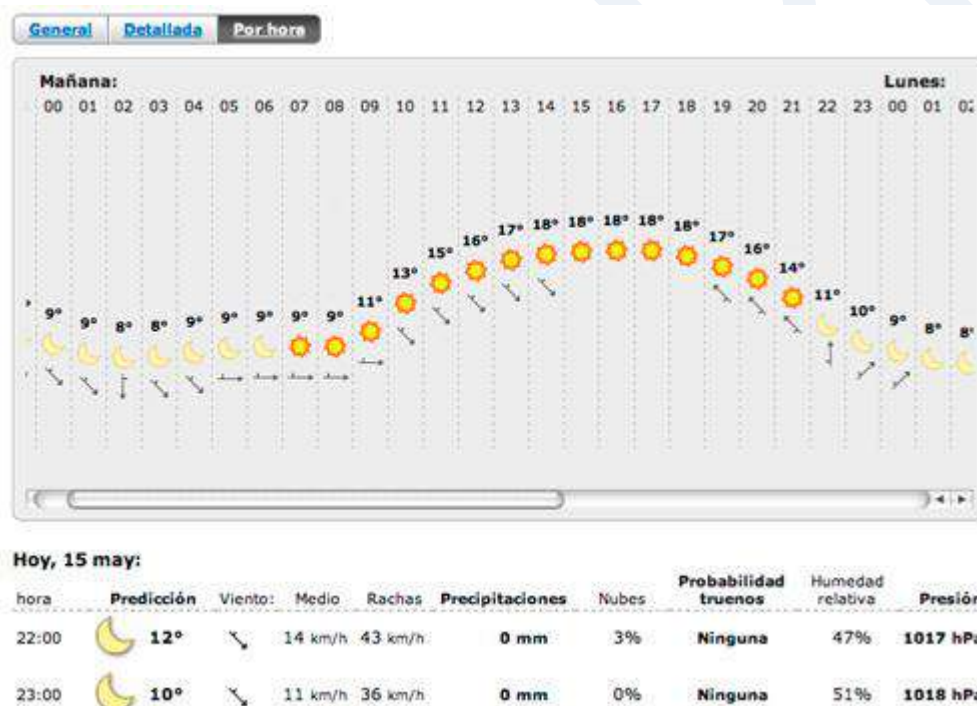 General Detallada Por hora
Mañana: Lunes:
00 01 02 03 04 05 06 07 08 09 10 11 12 13 14 15 16 17 18 19 20 21 22 23 00 01 02
9° 9° 8° 8° 9° 9° 9° 9° 9° 11° 13° 15° 16° 17° 18° 18° 18° 18° 18° 17° 16° 14° 11° 10° 9° 8° 8°
Hoy, 15 may:
hora Predicción Viento: Medio Rachas Precipitaciones Nubes Probabilidad truenos Humedad relativa Presión
22:00 12° 14 km/h 43 km/h 0 mm 3% Ninguna 47% 1017 hPa
23:00 10° 11 km/h 36 km/h 0 mm 0% Ninguna 51% 1018 hPa